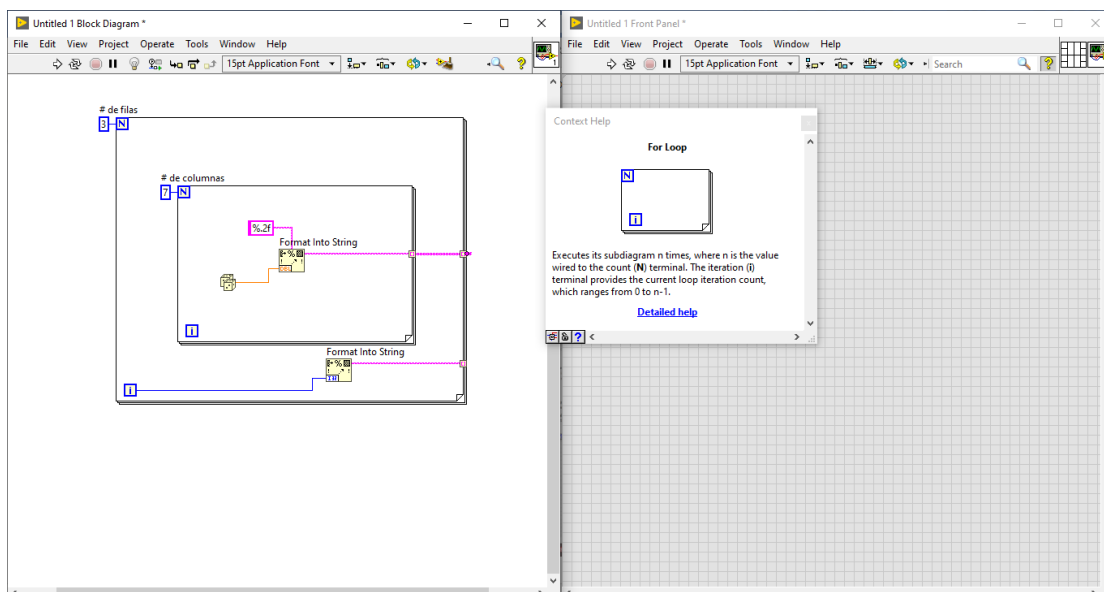 Untitled 1 Block Diagram *
File Edit View Project Operate Tools Window Help
15pt Application Font
1
# de filas
3 N
# de columnas
7 N
%.2f
Format Into String
i
Format Into String
i
Untitled 1 Front Panel *
File Edit View Project Operate Tools Window Help
15pt Application Font
Search
Context Help
For Loop
N
i
Executes its subdiagram n times, where n is the value
wired to the count (N) terminal. The iteration (i)
terminal provides the current loop iteration count,
which ranges from 0 to n-1.
Detailed help